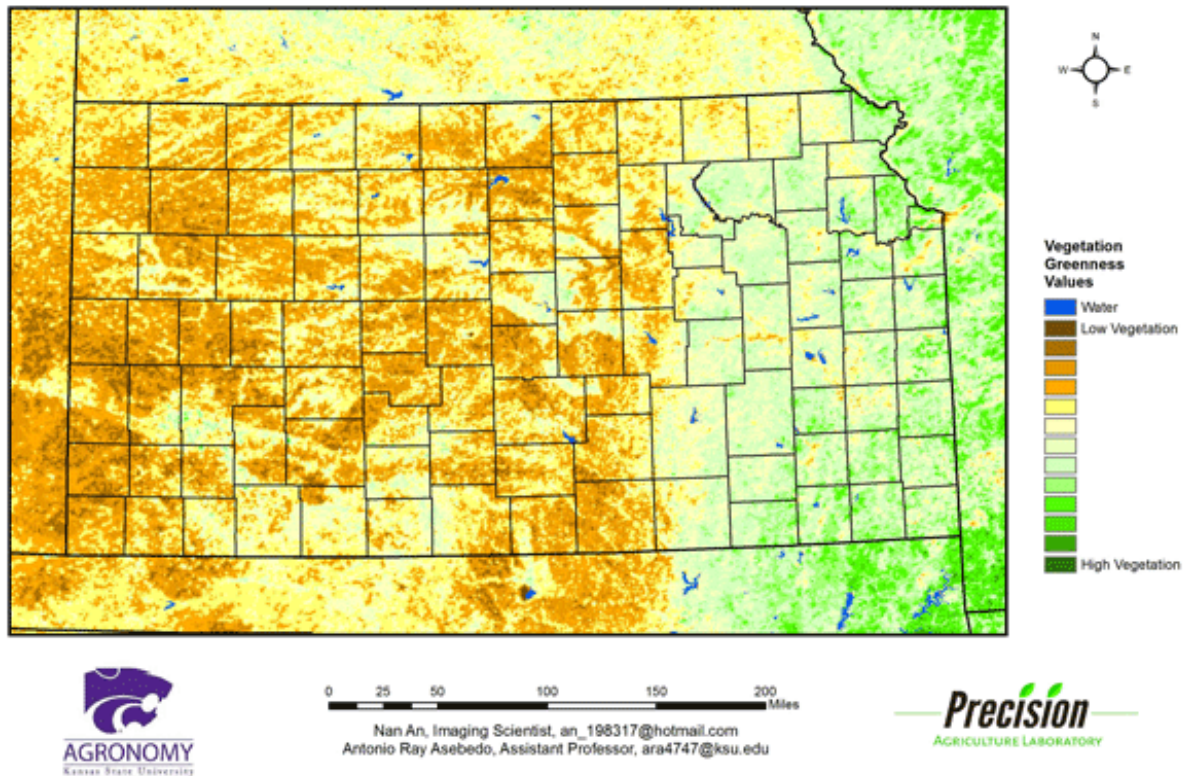 N
W
E
S
Vegetation
Greenness
Values
Water
Low Vegetation
High Vegetation
0 25 50 100 150 200
Miles
Nan An, Imaging Scientist, an_198317@hotmail.com
Antonio Ray Asebedo, Assistant Professor, ara4747@ksu.edu
AGRONOMY
Kansas State University
Precision
AGRICULTURE LABORATORY